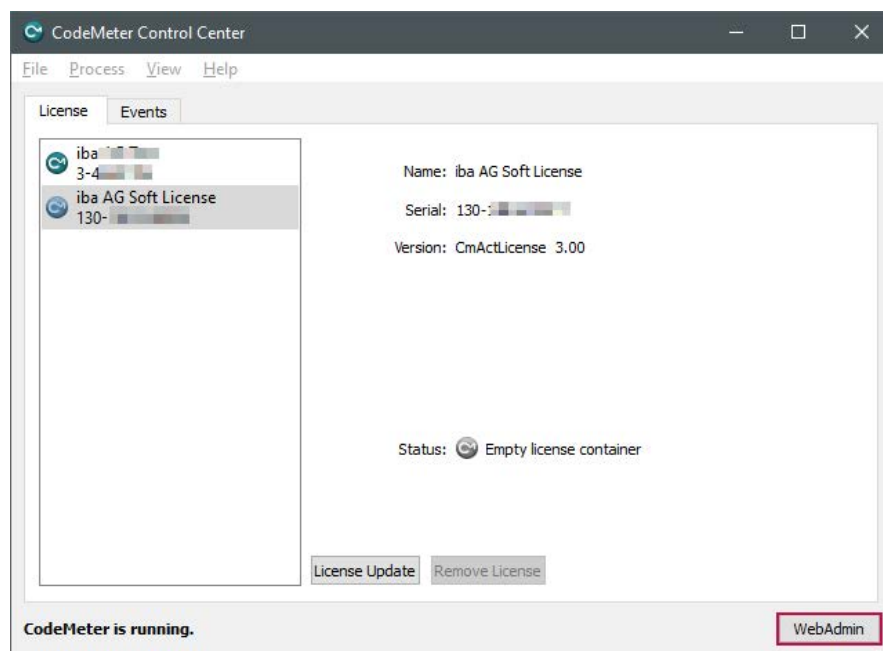 CodeMeter Control Center
File Process View Help
License Events
iba
3-4
iba AG Soft License
130-
Name: iba AG Soft License
Serial: 130-
Version: CmActLicense 3.00
Status: Empty license container
License Update Remove License
CodeMeter is running.
WebAdmin